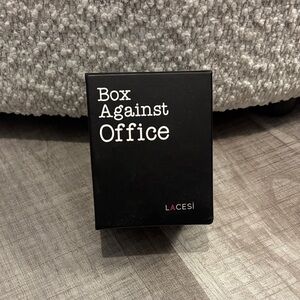 Box
Against
Office
LACESİ